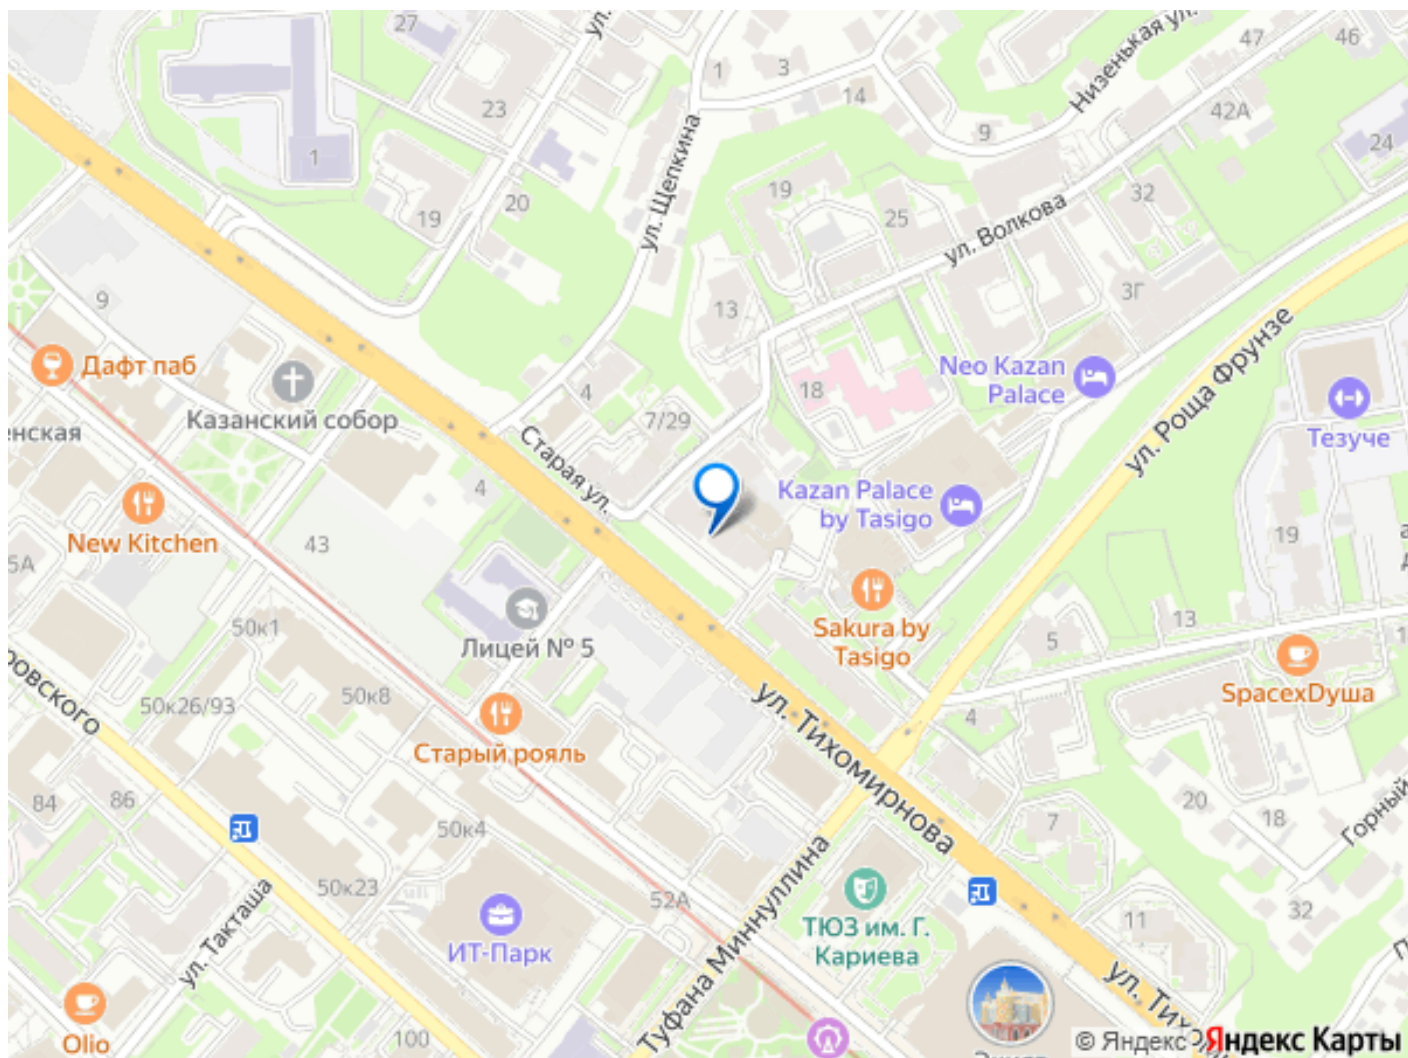 27
ул.
1
3
14
Низенькая ул.
47
46
42А
23
ул. Щепкина
9
24
1
19
20
19
25
32
ул. Волкова
9
13
3Г
ул. Роща Фрунзе
Дафт паб
Казанский собор
4
18
Neo Kazan
Palace
Тезуче
нская
7/29
Старая ул.
4
Kazan Palace
by Tasigo
New Kitchen
43
19
5А
50к1
Лицей № 5
Sakura by
Tasigo
5
13
1
SpacexDуша
ровского
50к26/93
50к8
Старый рояль
ул. Тихомирнова
4
84
86
50к4
7
20
18
Горный
50к23
52А
ул. Такташа
ИТ-Парк
Туфана Миннуллина
ТЮЗ им. Г.
Кариева
11
32
Olio
100
ул. Тихо
© Яндекс Яндекс Карты